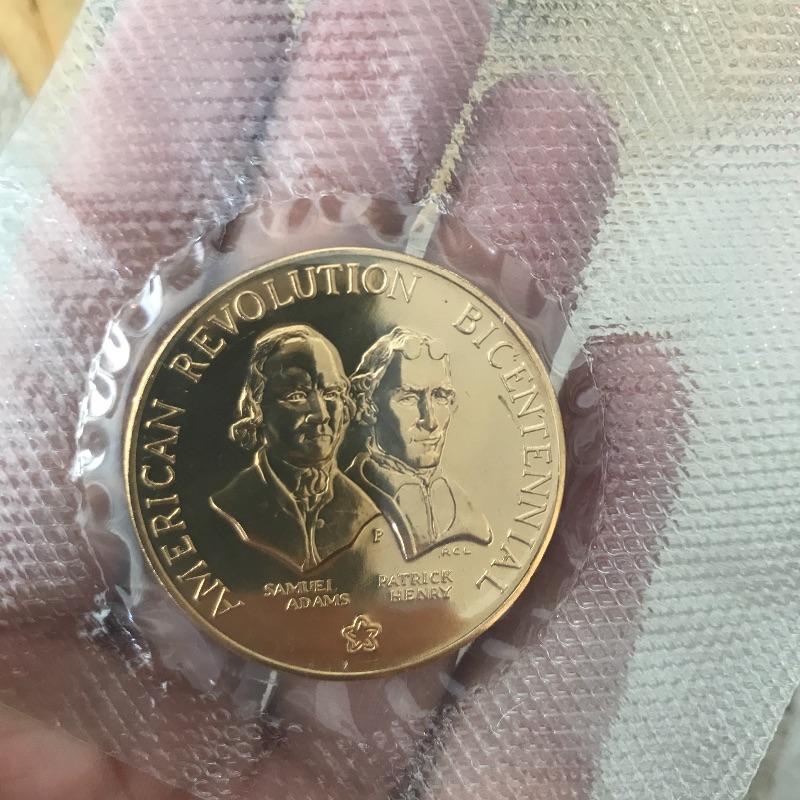 AMERICAN REVOLUTION BICENTENNIAL
P
RCL
SAMUEL
ADAMS
PATRICK
HENRY